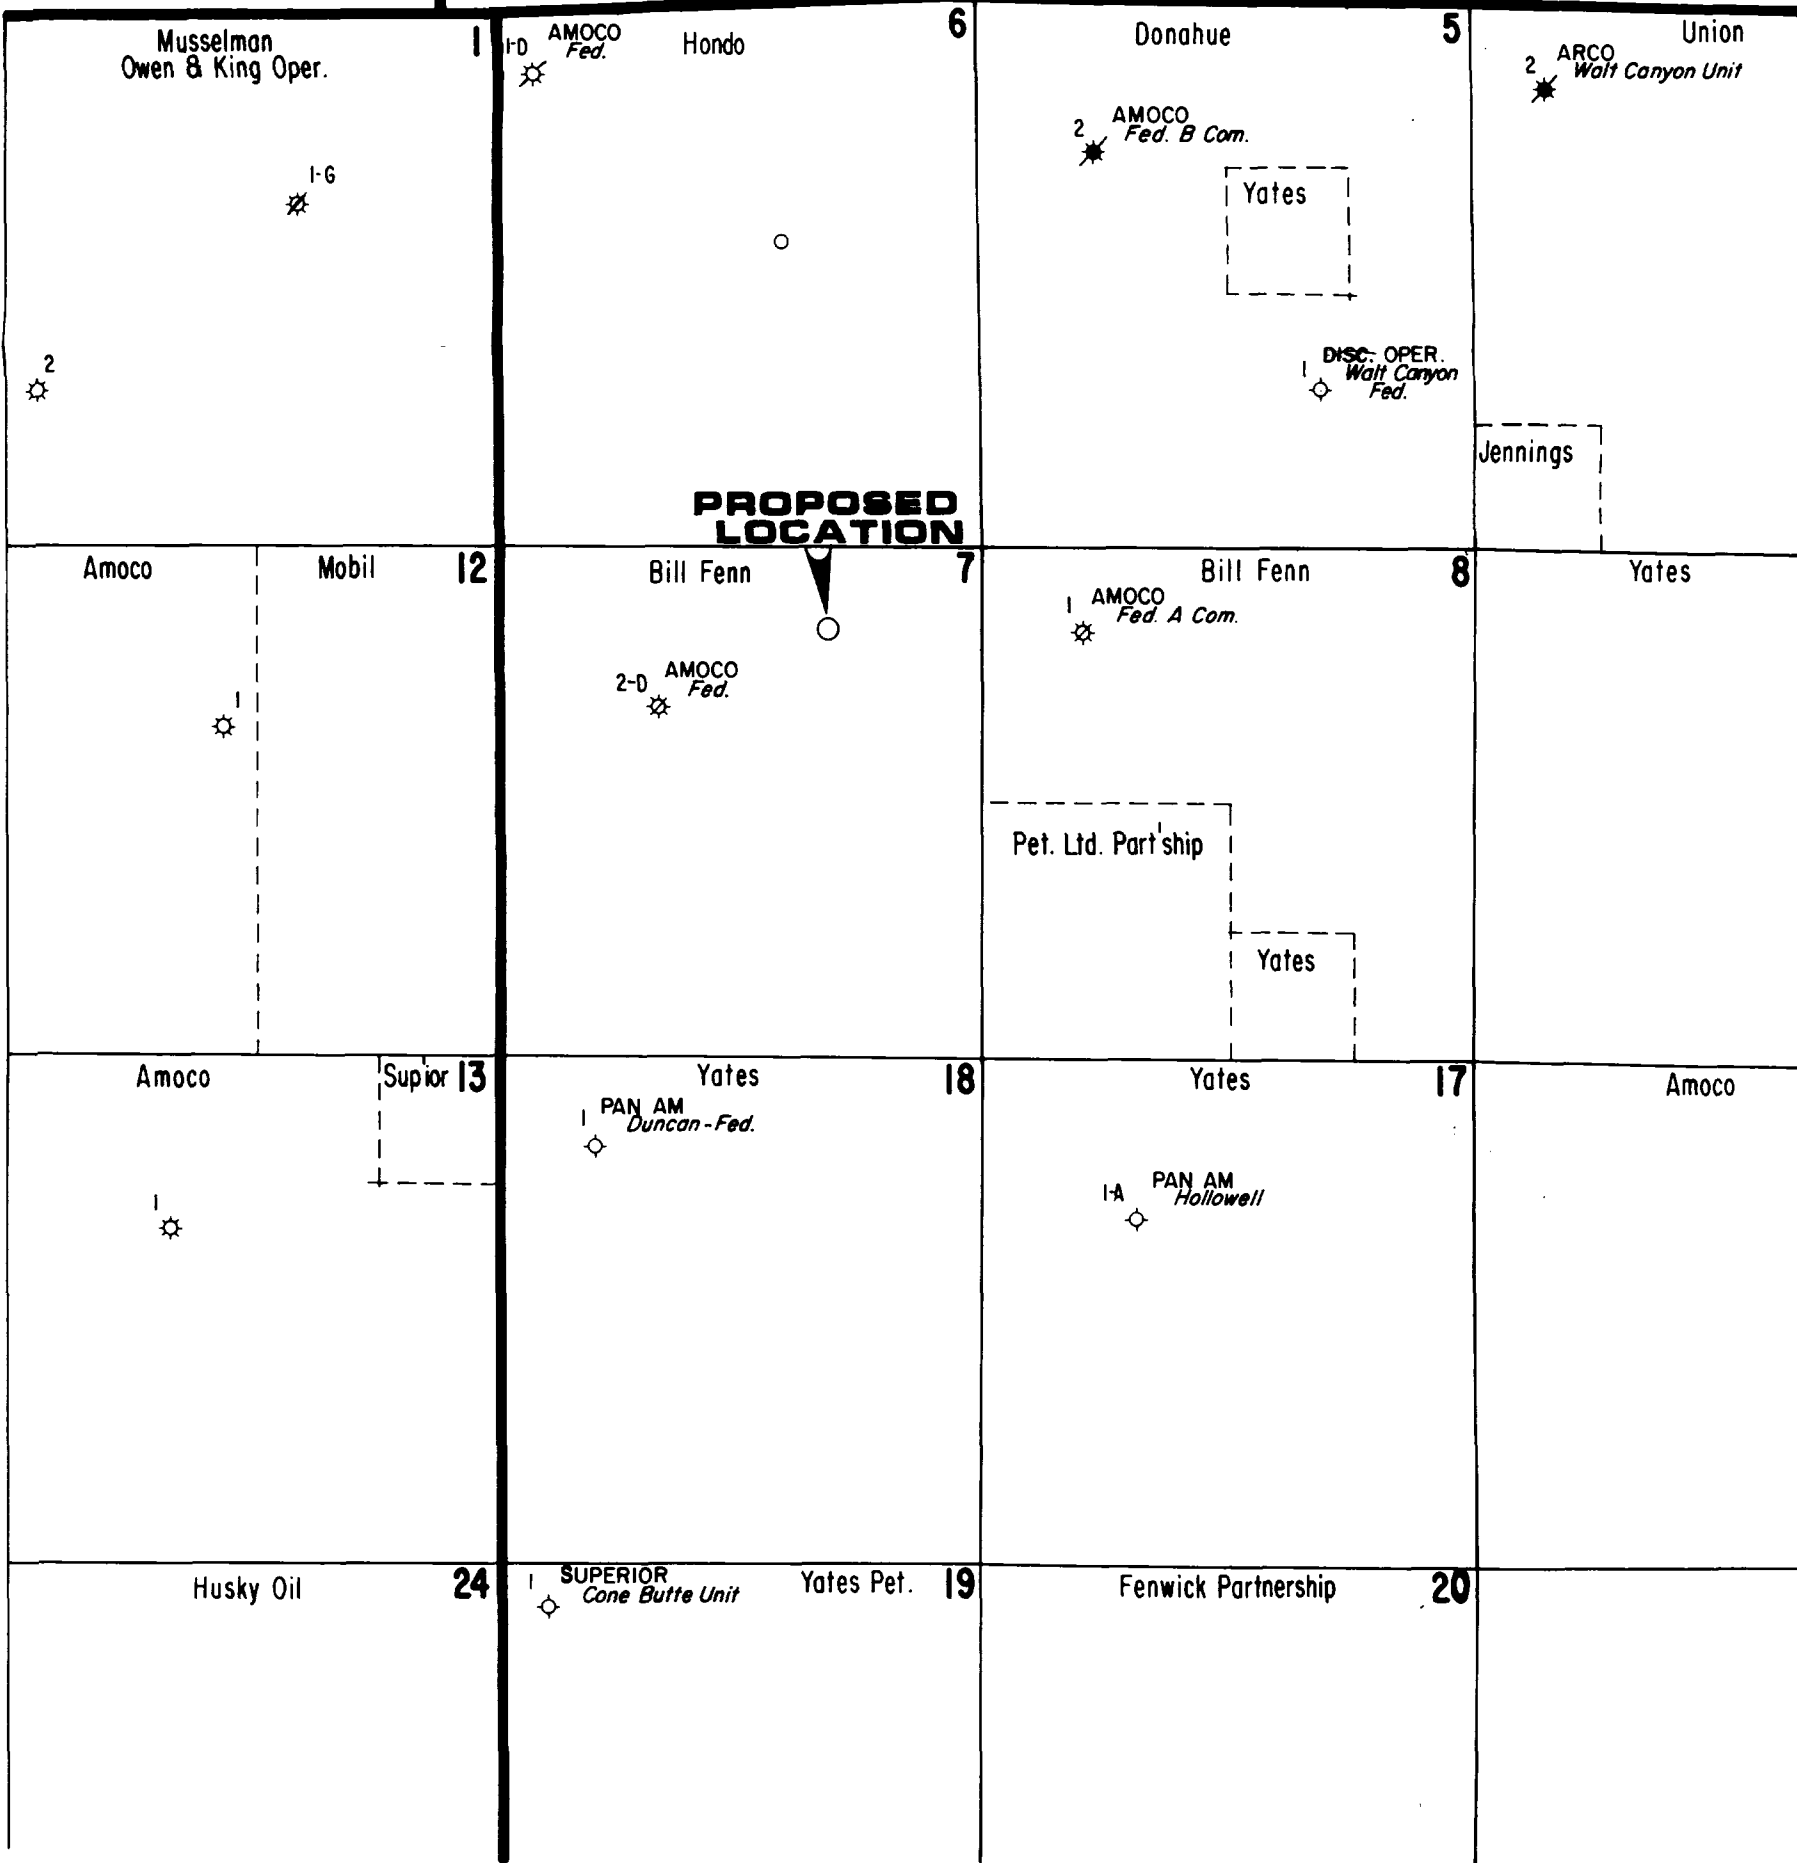 Musselman
Owen & King Oper.
1
1-D
AMOCO
Fed.
Hondo
6
Donahue
5
Union
2
ARCO
Walt Canyon Unit
2
AMOCO
Fed. B Com.
1-G
Yates
2
1
DISC. OPER.
Walt Canyon
Fed.
Jennings
PROPOSED
LOCATION
Amoco
Mobil
12
Bill Fenn
7
Bill Fenn
8
Yates
1
AMOCO
Fed. A Com.
2-D
AMOCO
Fed.
1
Pet. Ltd. Part'ship
Yates
Amoco
Sup'ior
13
Yates
18
Yates
17
Amoco
1
PAN AM
Duncan-Fed.
1
1-A
PAN AM
Hollowell
Husky Oil
24
1
SUPERIOR
Cone Butte Unit
Yates Pet.
19
Fenwick Partnership
20